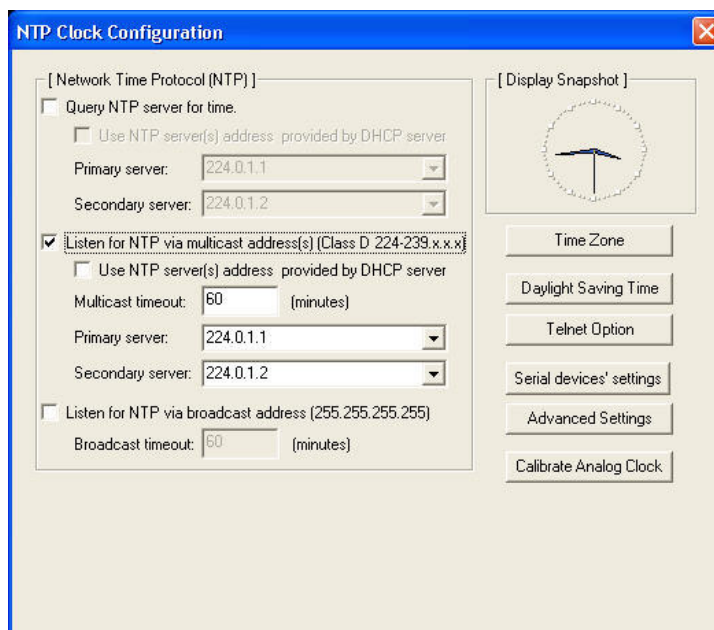 NTP Clock Configuration
[ Network Time Protocol (NTP) ]
Query NTP server for time.
Use NTP server(s) address provided by DHCP server
Primary server: 224.0.1.1
Secondary server: 224.0.1.2
Listen for NTP via multicast address(s) (Class D 224-239.x.x.x)
Use NTP server(s) address provided by DHCP server
Multicast timeout: 60 (minutes)
Primary server: 224.0.1.1
Secondary server: 224.0.1.2
Listen for NTP via broadcast address (255.255.255.255)
Broadcast timeout: 60 (minutes)
[ Display Snapshot ]
Time Zone
Daylight Saving Time
Telnet Option
Serial devices' settings
Advanced Settings
Calibrate Analog Clock